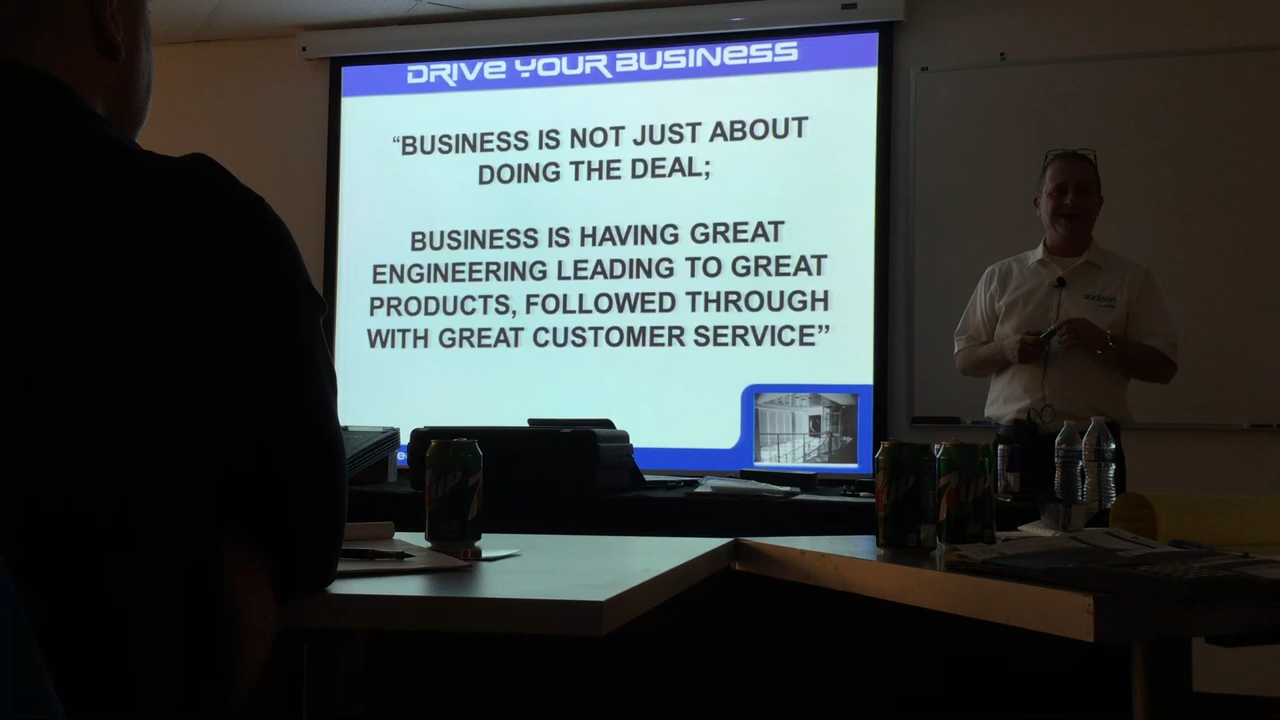 DRIVE YOUR BUSINESS
“BUSINESS IS NOT JUST ABOUT
DOING THE DEAL;
BUSINESS IS HAVING GREAT
ENGINEERING LEADING TO GREAT
PRODUCTS, FOLLOWED THROUGH
WITH GREAT CUSTOMER SERVICE”
7UP